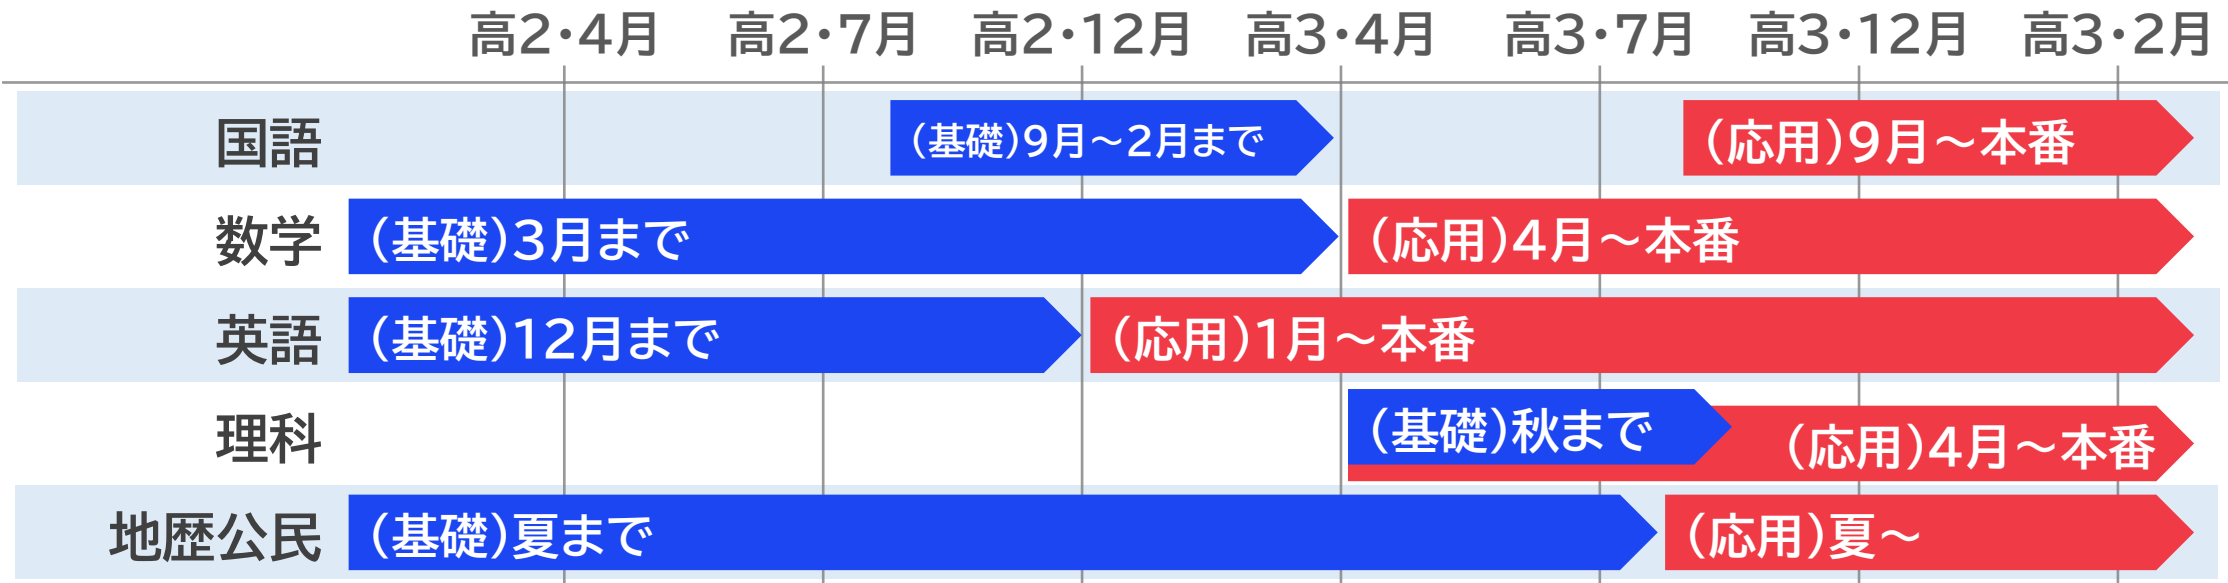 高2・4月 高2・7月 高2・12月 高3・4月 高3・7月 高3・12月 高3・2月
国語 (基礎)9月〜2月まで (応用)9月〜本番
数学 (基礎)3月まで (応用)4月〜本番
英語 (基礎)12月まで (応用)1月〜本番
理科 (基礎)秋まで (応用)4月〜本番
地歴公民 (基礎)夏まで (応用)夏〜